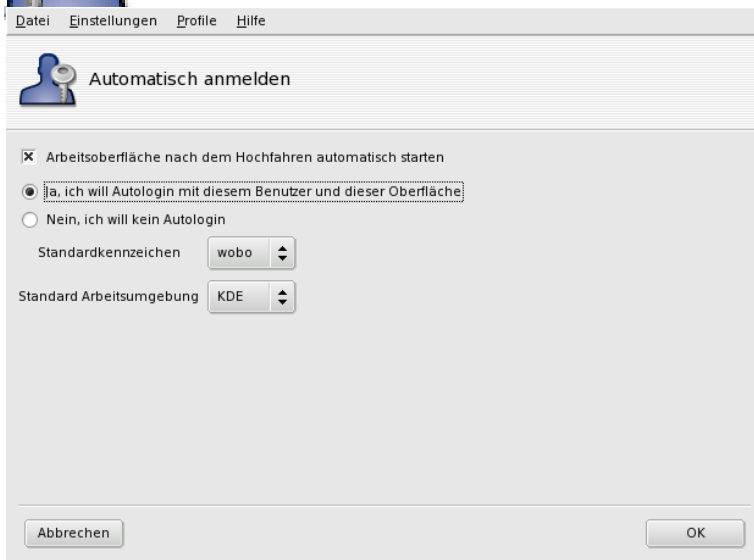 Datei Einstellungen Profile Hilfe
Automatisch anmelden
Arbeitsoberfläche nach dem Hochfahren automatisch starten
Ja, ich will Autologin mit diesem Benutzer und dieser Oberfläche
Nein, ich will kein Autologin
Standardkennzeichen wobo
Standard Arbeitsumgebung KDE
Abbrechen OK